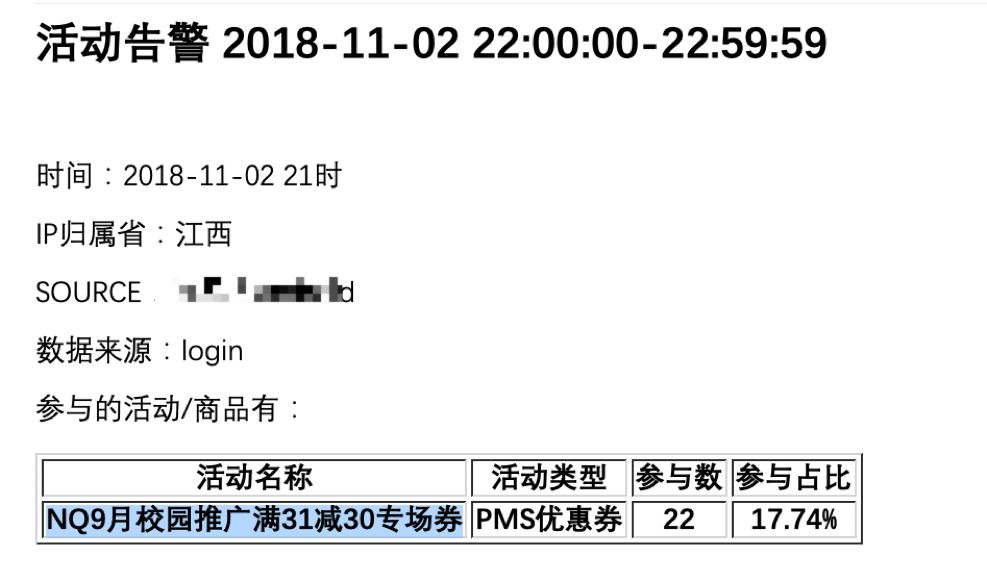 活动告警 2018-11-02 22:00:00-22:59:59
时间：2018-11-02 21时
IP归属省：江西
SOURCE
数据来源：login
参与的活动/商品有：
活动名称 活动类型 参与数 参与占比
NQ9月校园推广满31减30专场券 PMS优惠券 22 17.74%